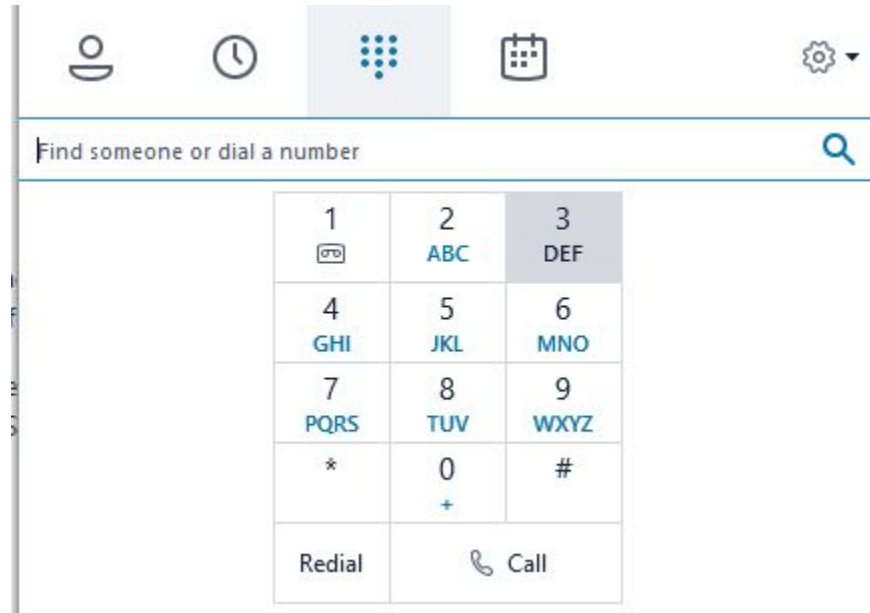 Find someone or dial a number
1 2 3
ABC DEF
4 5 6
GHI JKL MNO
7 8 9
PQRS TUV WXYZ
* 0 #
+
Redial Call